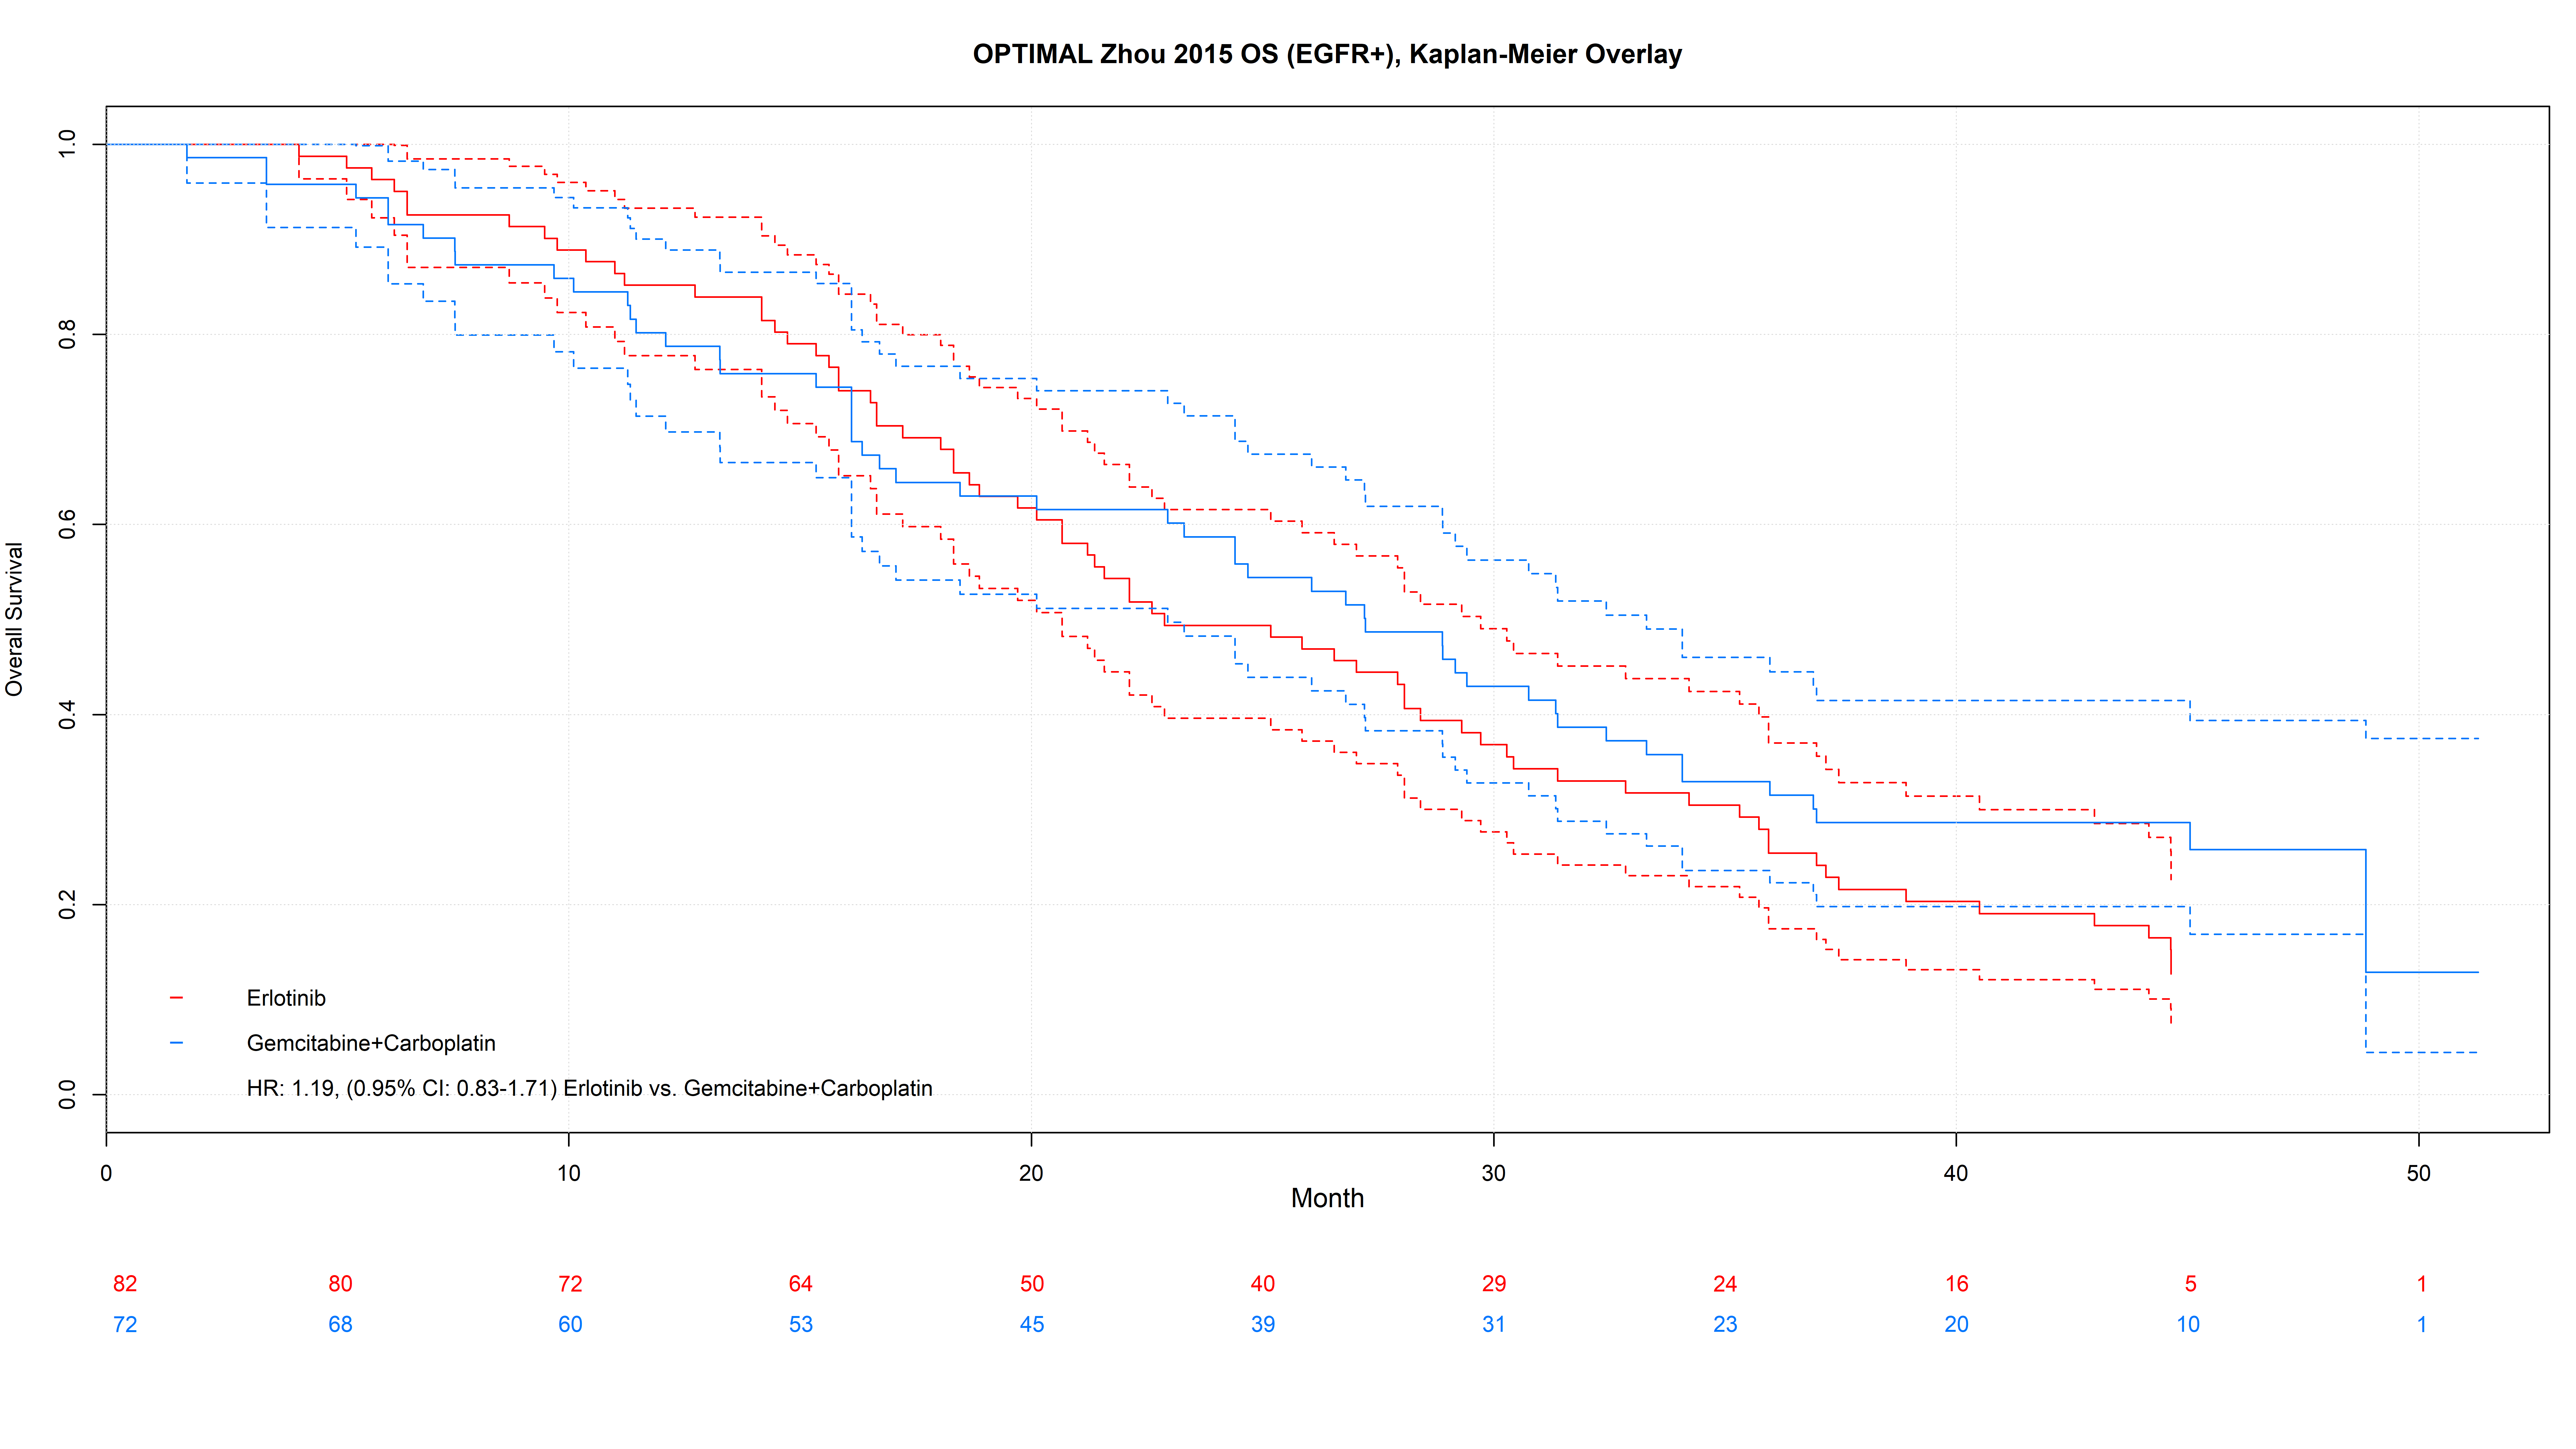 OPTIMAL Zhou 2015 OS (EGFR+), Kaplan-Meier Overlay
Overall Survival
1.0
0.8
0.6
0.4
0.2
0.0
Erlotinib
Gemcitabine+Carboplatin
HR: 1.19, (0.95% CI: 0.83-1.71) Erlotinib vs. Gemcitabine+Carboplatin
0 10 20 30 40 50
Month
82 80 72 64 50 40 29 24 16 5 1
72 68 60 53 45 39 31 23 20 10 1